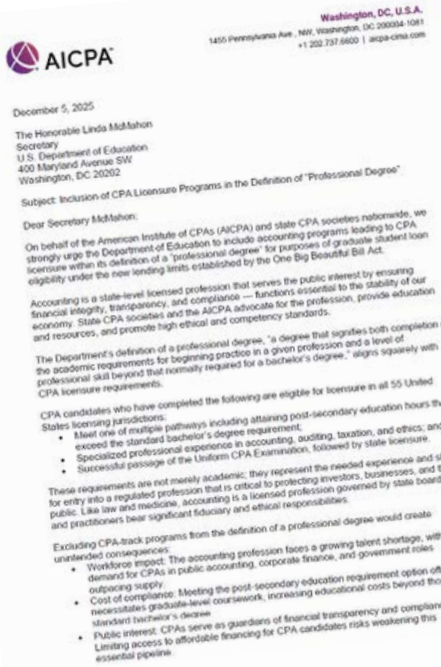 Washington, DC, U.S.A.
1455 Pennsylvania Ave., NW, Washington, DC 200004-1081
+1 202.737.6600 | aicpa-cima.com
AICPA
December 5, 2025
The Honorable Linda McMahon
Secretary
U.S. Department of Education
400 Maryland Avenue SW
Washington, DC 20202
Subject: Inclusion of CPA Licensure Programs in the Definition of "Professional Degree"
Dear Secretary McMahon:
On behalf of the American Institute of CPAs (AICPA) and state CPA societies nationwide, we
strongly urge the Department of Education to include accounting programs leading to CPA
licensure within its definition of a "professional degree" for purposes of graduate student loan
eligibility under the new lending limits established by the One Big Beautiful Bill Act.
Accounting is a state-level licensed profession that serves the public interest by ensuring
financial integrity, transparency, and compliance — functions essential to the stability of our
economy. State CPA societies and the AICPA advocate for the profession, provide education
and resources, and promote high ethical and competency standards.
The Department's definition of a professional degree, "a degree that signifies both completion
the academic requirements for beginning practice in a given profession and a level of
professional skill beyond that normally required for a bachelor's degree," aligns squarely with
CPA licensure requirements.
CPA candidates who have completed the following are eligible for licensure in all 55 United
States licensing jurisdictions:
• Meet one of multiple pathways including attaining post-secondary education hours th
exceed the standard bachelor's degree requirement;
• Specialized professional experience in accounting, auditing, taxation, and ethics; and
• Successful passage of the Uniform CPA Examination, followed by state licensure.
These requirements are not merely academic; they represent the needed experience and s
for entry into a regulated profession that is critical to protecting investors, businesses, and t
public. Like law and medicine, accounting is a licensed profession governed by state board
and practitioners bear significant fiduciary and ethical responsibilities.
Excluding CPA-track programs from the definition of a professional degree would create
unintended consequences:
• Workforce impact: The accounting profession faces a growing talent shortage, with
demand for CPAs in public accounting, corporate finance, and government roles
outpacing supply.
• Cost of compliance: Meeting the post-secondary education requirement option oft
necessitates graduate-level coursework, increasing educational costs beyond tho
standard bachelor's degree.
• Public interest: CPAs serve as guardians of financial transparency and complianc
Limiting access to affordable financing for CPA candidates risks weakening this
essential pipeline.